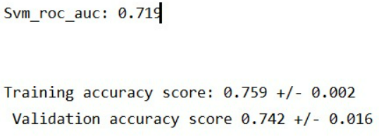 Svm_roc_auc: 0.719
Training accuracy score: 0.759 +/- 0.002
Validation accuracy score 0.742 +/- 0.016